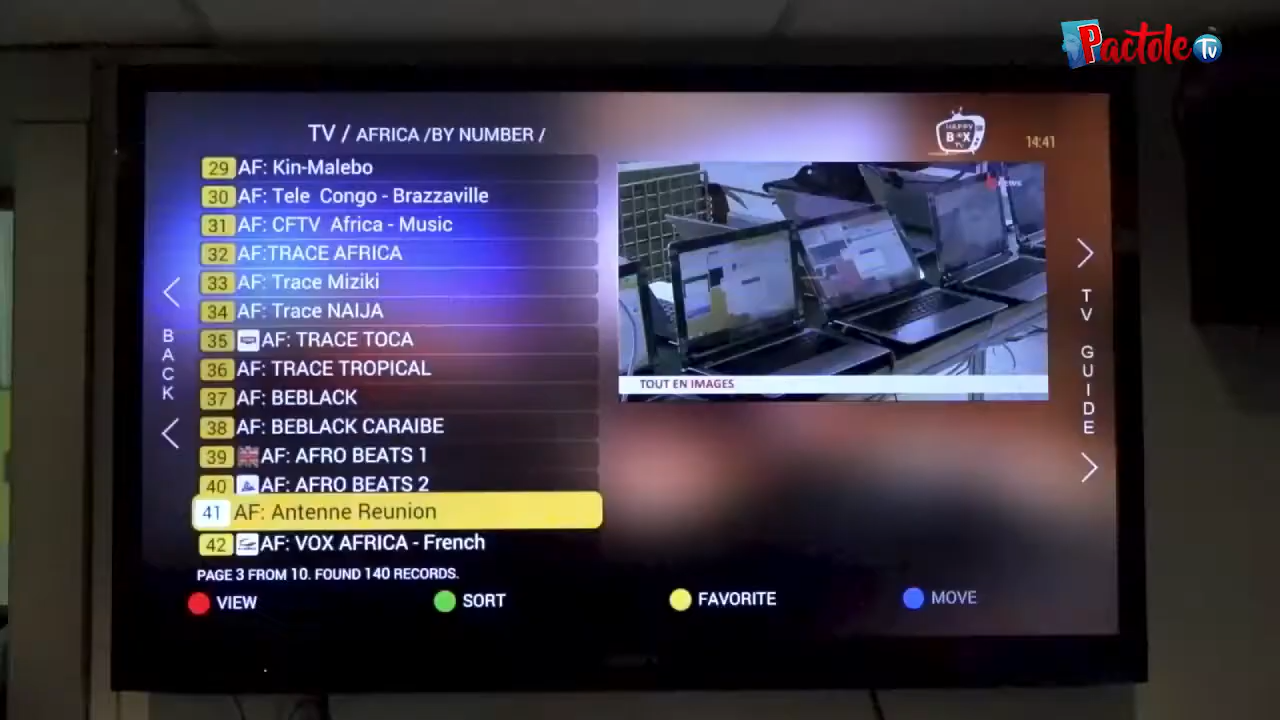 Pactole Tv
TV / AFRICA /BY NUMBER /
HAPPY
BOX
TV
14:41
29 AF: Kin-Malebo
30 AF: Tele Congo - Brazzaville
31 AF: CFTV Africa - Music
32 AF:TRACE AFRICA
33 AF: Trace Miziki
34 AF: Trace NAIJA
35 AF: TRACE TOCA
36 AF: TRACE TROPICAL
37 AF: BEBLACK
38 AF: BEBLACK CARAIBE
39 AF: AFRO BEATS 1
40 AF: AFRO BEATS 2
41 AF: Antenne Reunion
42 AF: VOX AFRICA - French
BACK
NEWS
TOUT EN IMAGES
TV GUIDE
PAGE 3 FROM 10. FOUND 140 RECORDS.
VIEW SORT FAVORITE MOVE